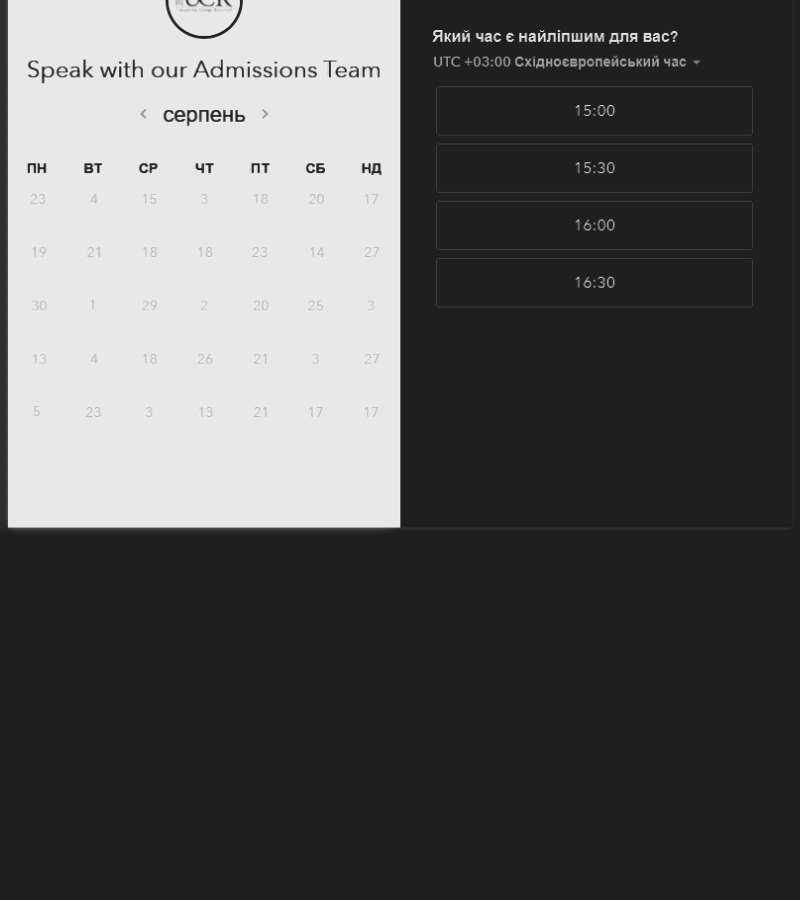 UCR
Speak with our Admissions Team
серпень
ПН ВТ СР ЧТ ПТ СБ НД
23 4 15 3 18 20 17
19 21 18 18 23 14 27
30 1 29 2 20 25 3
13 4 18 26 21 3 27
5 23 3 13 21 17 17
Який час є найліпшим для вас?
UTC +03:00 Східноєвропейський час
15:00
15:30
16:00
16:30